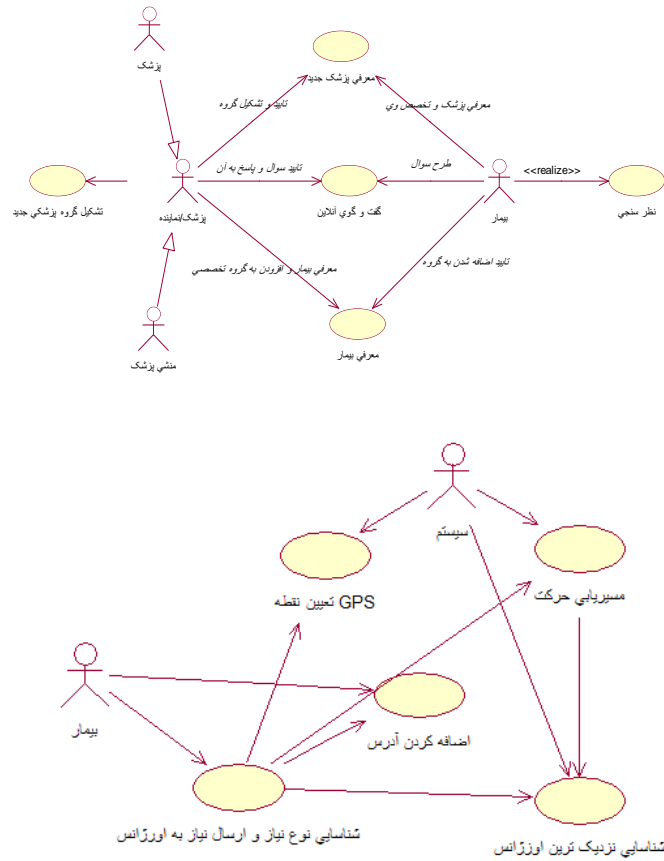 پزشک
معرفي پزشک جديد
تاييد و تشکيل گروه
معرفي پزشک و تخصص وي
تاييد سوال و پاسخ به آن
طرح سوال
<<realize>>
تشکيل گروه پزشکي جديد
پزشک/نماينده
گفت و گوي آنلاين
بيمار
نظر سنجي
معرفي بيمار و افزودن به گروه تخصصي
تاييد اضافه شدن به گروه
معرفي بيمار
منشي پزشک
سيستم
تعيين نقطه GPS
مسيريابي حرکت
بيمار
اضافه کردن آدرس
شناسايي نوع نياز و ارسال نياز به اورژانس
شناسايي نزديک ترين اوزژانس